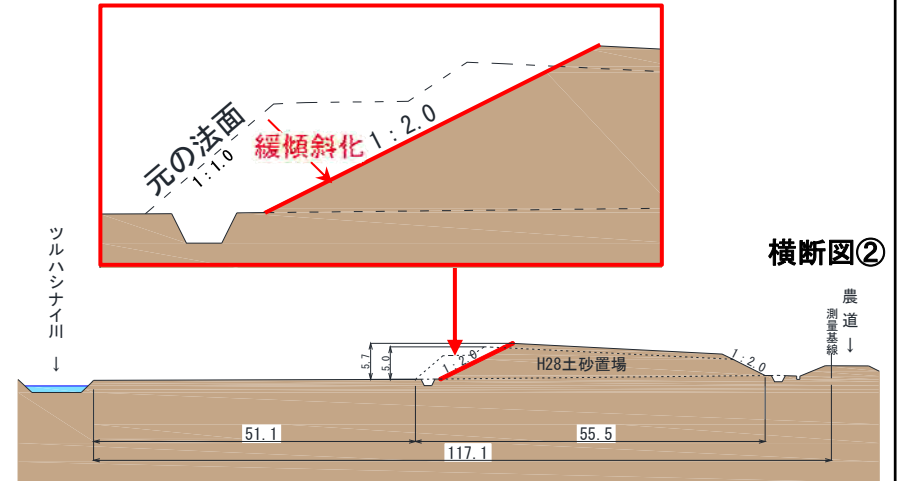 元の法面
1:1.0
緩傾斜化
1:2.0
横断図②
ツルハシナイ川
↓
農道
↓
測量基線
5.7
5.0
1:2.0
H28土砂置場
1:2.0
51.1
55.5
117.1